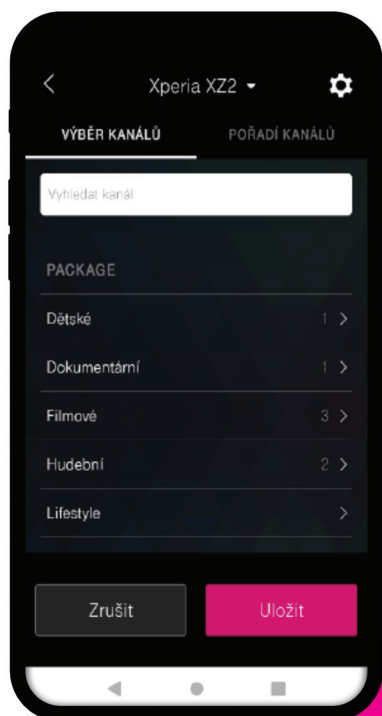 Xperia XZ2
VÝBĚR KANÁLŮ POŘADÍ KANÁLŮ
Vyhledat kanál
PACKAGE
Dětské 1
Dokumentární 1
Filmové 3
Hudební 2
Lifestyle
Zrušit Uložit